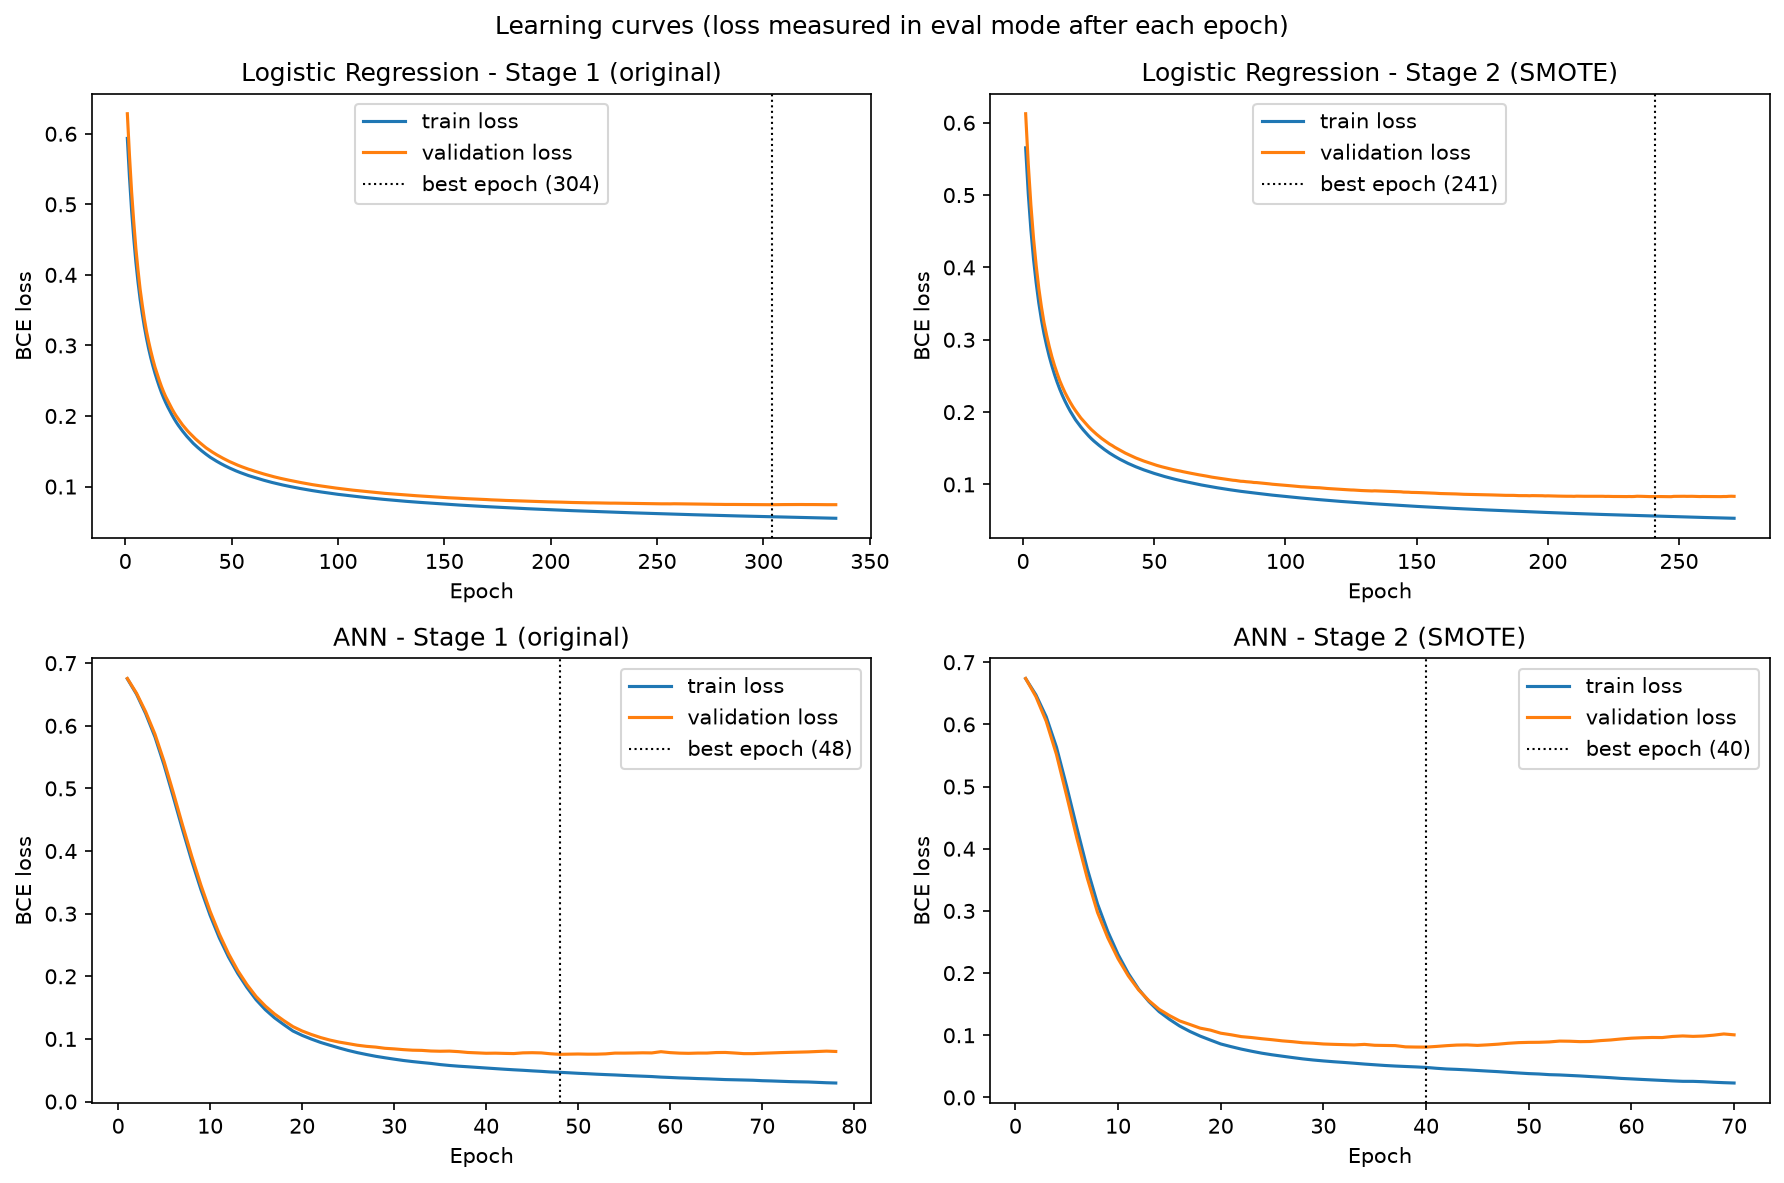 Learning curves (loss measured in eval mode after each epoch)
Logistic Regression - Stage 1 (original)
train loss
validation loss
best epoch (304)
0.6
0.5
0.4
0.3
0.2
0.1
BCE loss
0 50 100 150 200 250 300 350
Epoch
Logistic Regression - Stage 2 (SMOTE)
train loss
validation loss
best epoch (241)
0.6
0.5
0.4
0.3
0.2
0.1
BCE loss
0 50 100 150 200 250
Epoch
ANN - Stage 1 (original)
train loss
validation loss
best epoch (48)
0.7
0.6
0.5
0.4
0.3
0.2
0.1
0.0
BCE loss
0 10 20 30 40 50 60 70 80
Epoch
ANN - Stage 2 (SMOTE)
train loss
validation loss
best epoch (40)
0.7
0.6
0.5
0.4
0.3
0.2
0.1
0.0
BCE loss
0 10 20 30 40 50 60 70
Epoch